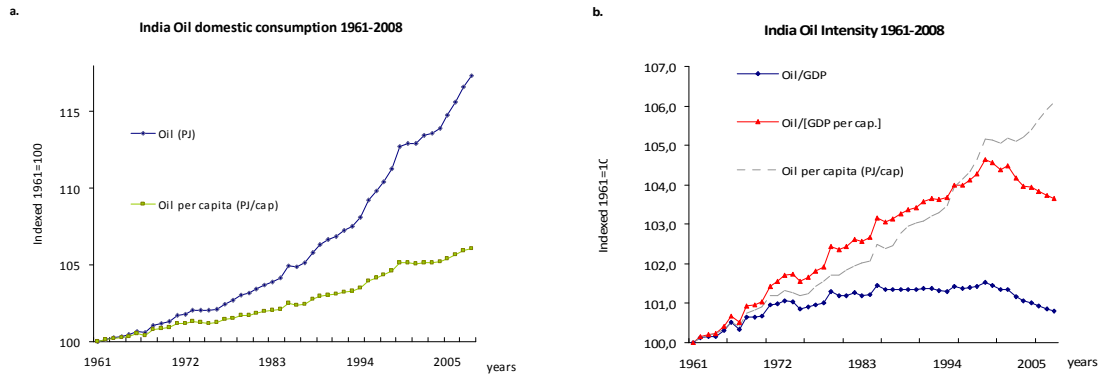 a.
India Oil domestic consumption 1961-2008
115
110
105
100
Indexed 1961=100
Oil (PJ)
Oil per capita (PJ/cap)
1961 1972 1983 1994 2005
years
b.
India Oil Intensity 1961-2008
107,0
106,0
105,0
104,0
103,0
102,0
101,0
100,0
Indexed 1961=10
Oil/GDP
Oil/[GDP per cap.]
Oil per capita (PJ/cap)
1961 1972 1983 1994 2005
years